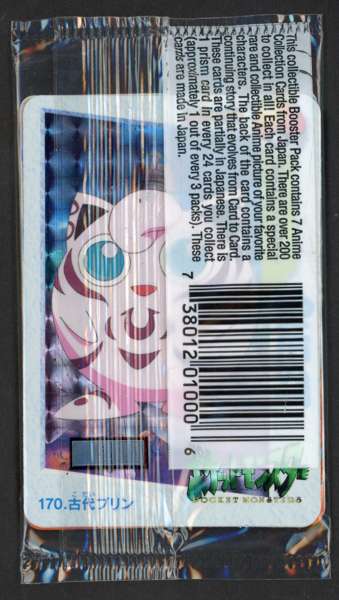 This collectible Booster Pack contains 7 Anime
Collection Cards from Japan. There are over 200
to collect in all! Each card contains a special
rare and collectible Anime picture of your favorite
characters. The back of the card contains a
continuing story that evolves from Card to Card.
These cards are partially in Japanese. There is
1 prism card in every 24 cards you collect
(approximately 1 out of every 3 packs). These
cards are made in Japan.
7 38012 01000 6
POCKET MONSTERS
こだい
170.古代プリン